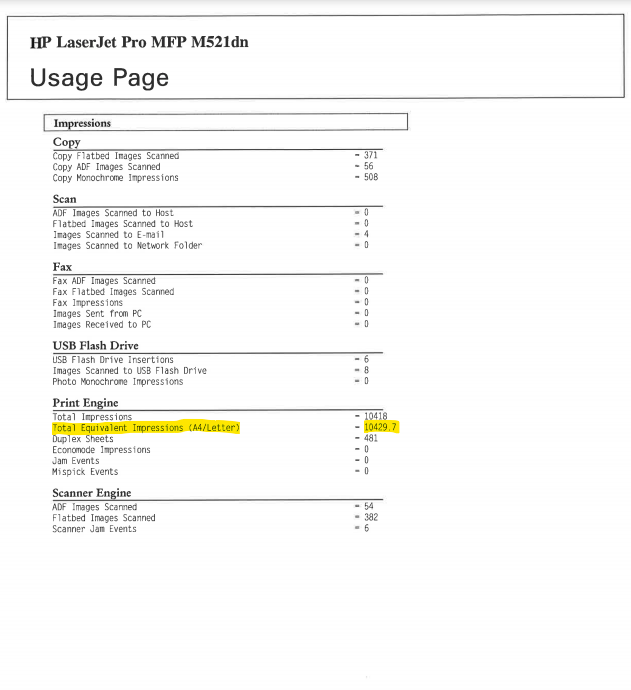 HP LaserJet Pro MFP M521dn
Usage Page
Impressions
Copy
Copy Flatbed Images Scanned = 371
Copy ADF Images Scanned = 56
Copy Monochrome Impressions = 508
Scan
ADF Images Scanned to Host = 0
Flatbed Images Scanned to Host = 0
Images Scanned to E-mail = 4
Images Scanned to Network Folder = 0
Fax
Fax ADF Images Scanned = 0
Fax Flatbed Images Scanned = 0
Fax Impressions = 0
Images Sent from PC = 0
Images Received to PC = 0
USB Flash Drive
USB Flash Drive Insertions = 6
Images Scanned to USB Flash Drive = 8
Photo Monochrome Impressions = 0
Print Engine
Total Impressions = 10418
Total Equivalent Impressions (A4/Letter) = 10429.7
Duplex Sheets = 481
Economode Impressions = 0
Jam Events = 0
Mispick Events = 0
Scanner Engine
ADF Images Scanned = 54
Flatbed Images Scanned = 382
Scanner Jam Events = 6